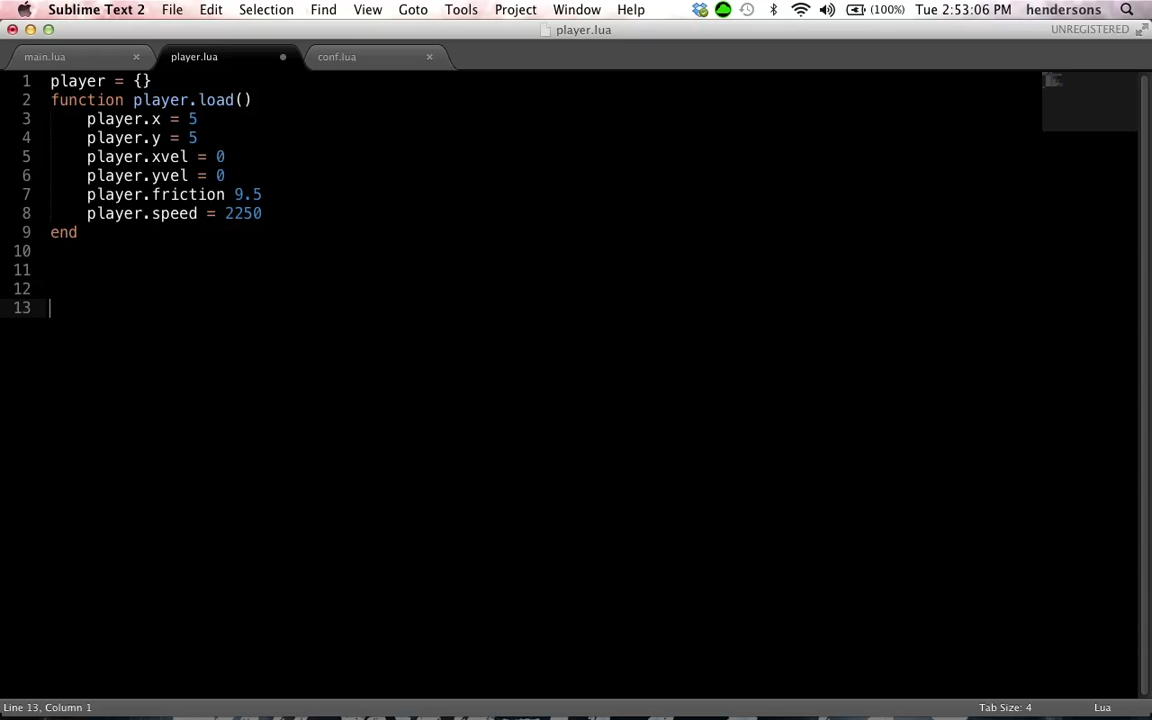 Sublime Text 2 File Edit Selection Find View Goto Tools Project Window Help (100%) Tue 2:53:06 PM hendersons
player.lua UNREGISTERED
main.lua × player.lua conf.lua ×
1 player = {}
2 function player.load()
3 player.x = 5
4 player.y = 5
5 player.xvel = 0
6 player.yvel = 0
7 player.friction 9.5
8 player.speed = 2250
9 end
10
11
12
13
Line 13, Column 1 Tab Size: 4 Lua